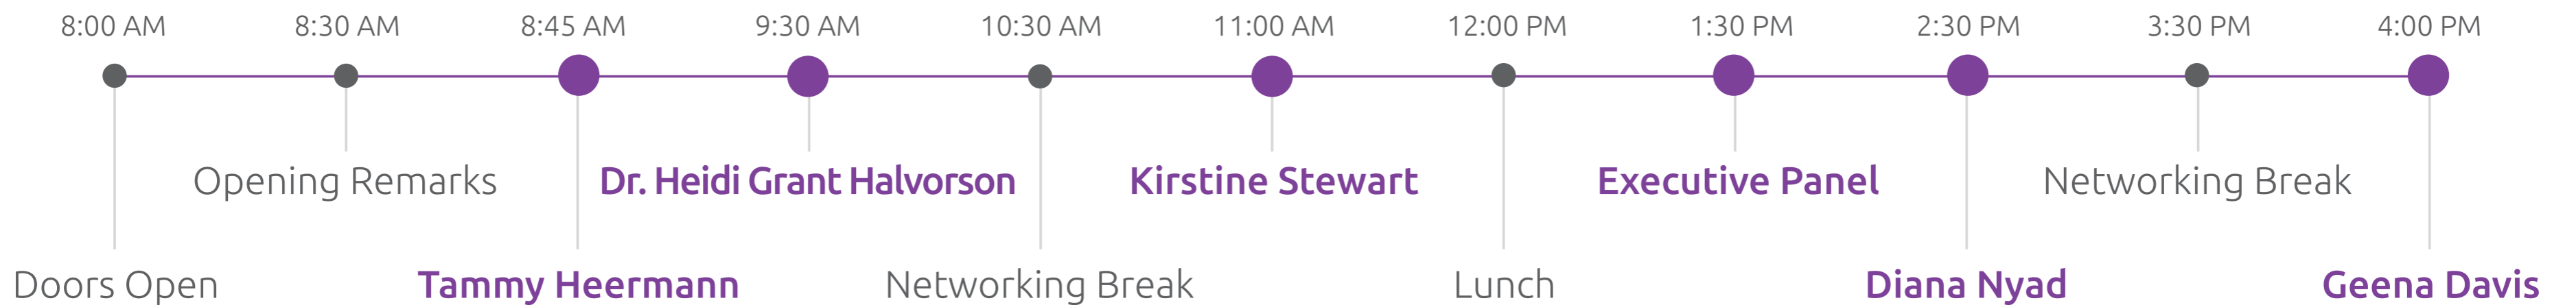 8:00 AM 8:30 AM 8:45 AM 9:30 AM 10:30 AM 11:00 AM 12:00 PM 1:30 PM 2:30 PM 3:30 PM 4:00 PM
Opening Remarks Dr. Heidi Grant Halvorson Kirstine Stewart Executive Panel Networking Break
Doors Open Tammy Heermann Networking Break Lunch Diana Nyad Geena Davis